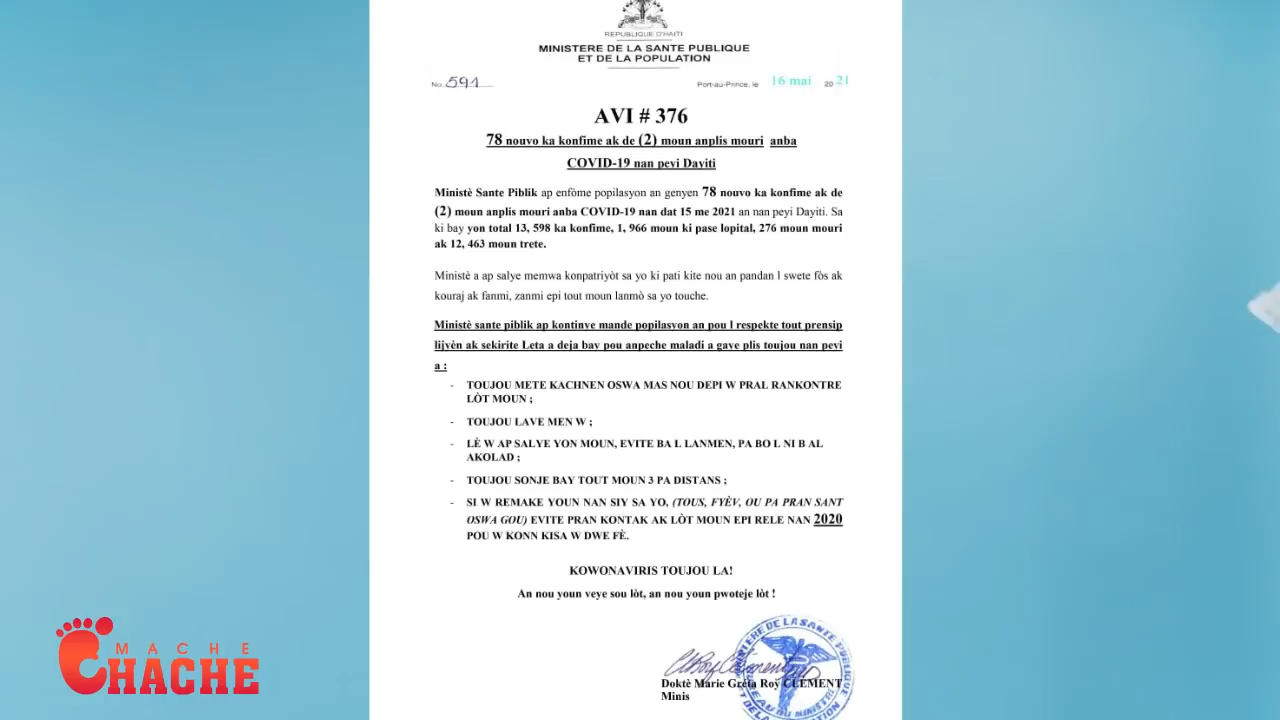 REPUBLIQUE D'HAITI
MINISTERE DE LA SANTE PUBLIQUE
ET DE LA POPULATION
No. 591
Port-au-Prince, le 16 mai 20 21
AVI # 376
78 nouvo ka konfime ak de (2) moun anplis mouri anba
COVID-19 nan peyi Dayiti
Ministè Sante Piblik ap enfòme popilasyon an genyen 78 nouvo ka konfime ak de
(2) moun anplis mouri anba COVID-19 nan dat 15 me 2021 an nan peyi Dayiti. Sa
ki bay yon total 13, 598 ka konfime, 1, 966 moun ki pase lopital, 276 moun mouri
ak 12, 463 moun trete.
Ministè a ap salye memwa konpatriyòt sa yo ki pati kite nou an pandan l swete fòs ak
kouraj ak fanmi, zanmi epi tout moun lanmò sa yo touche.
Ministè sante piblik ap kontinye mande popilasyon an pou l respekte tout prensip
lijyèn ak sekirite Leta a deja bay pou anpeche maladi a gaye plis toujou nan peyi
a :
- TOUJOU METE KACHNEN OSWA MAS NOU DEPI W PRAL RANKONTRE
LÒT MOUN ;
- TOUJOU LAVE MEN W ;
- LÈ W AP SALYE YON MOUN, EVITE BA L LANMEN, PA BO L NI B AL
AKOLAD ;
- TOUJOU SONJE BAY TOUT MOUN 3 PA DISTANS ;
- SI W REMAKE YOUN NAN SIY SA YO, (TOUS, FYÈV, OU PA PRAN SANT
OSWA GOU) EVITE PRAN KONTAK AK LÒT MOUN EPI RELE NAN 2020
POU W KONN KISA W DWE FÈ.
KOWONAVIRIS TOUJOU LA!
An nou youn veye sou lòt, an nou youn pwoteje lòt !
Doktè Marie Gréta Roy CLEMENT
Minis
MACHE
CHACHE